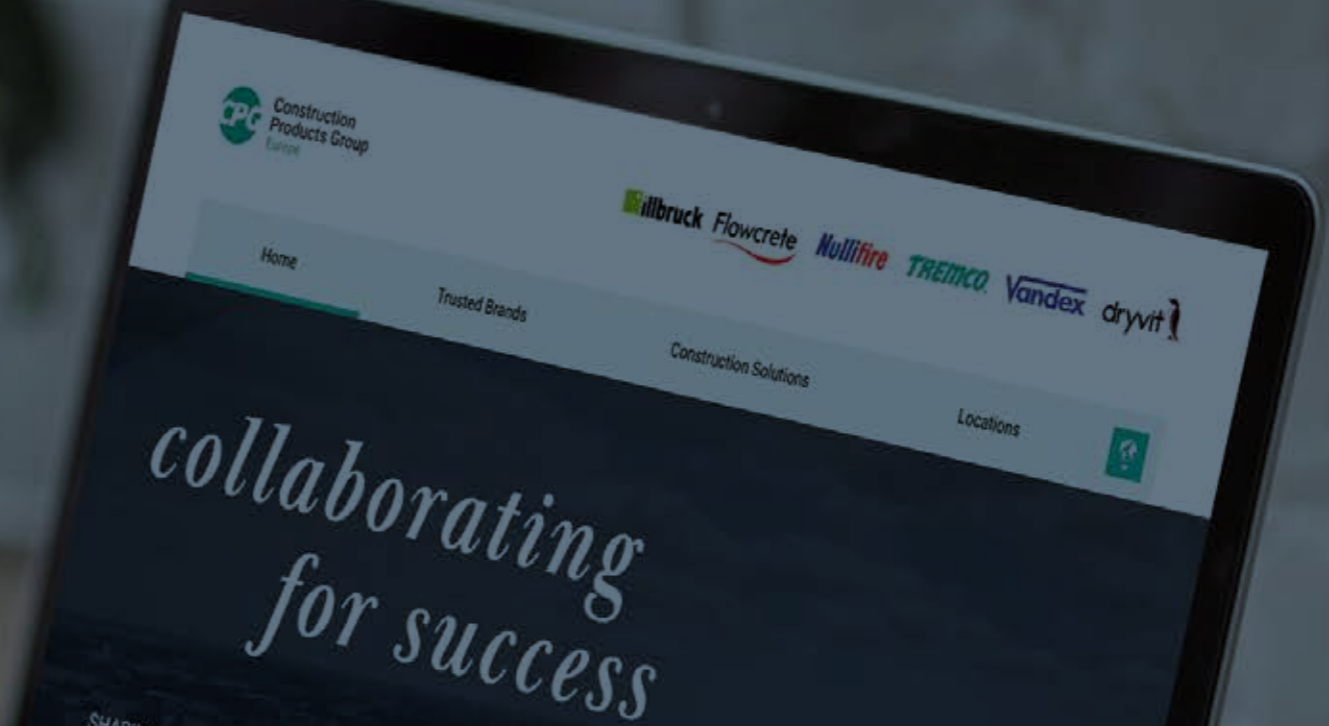 CPG
Construction
Products Group
Europe
illbruck Flowcrete Nullifire TREMCO Vandex dryvit
Home
Trusted Brands
Construction Solutions
Locations
collaborating
for success